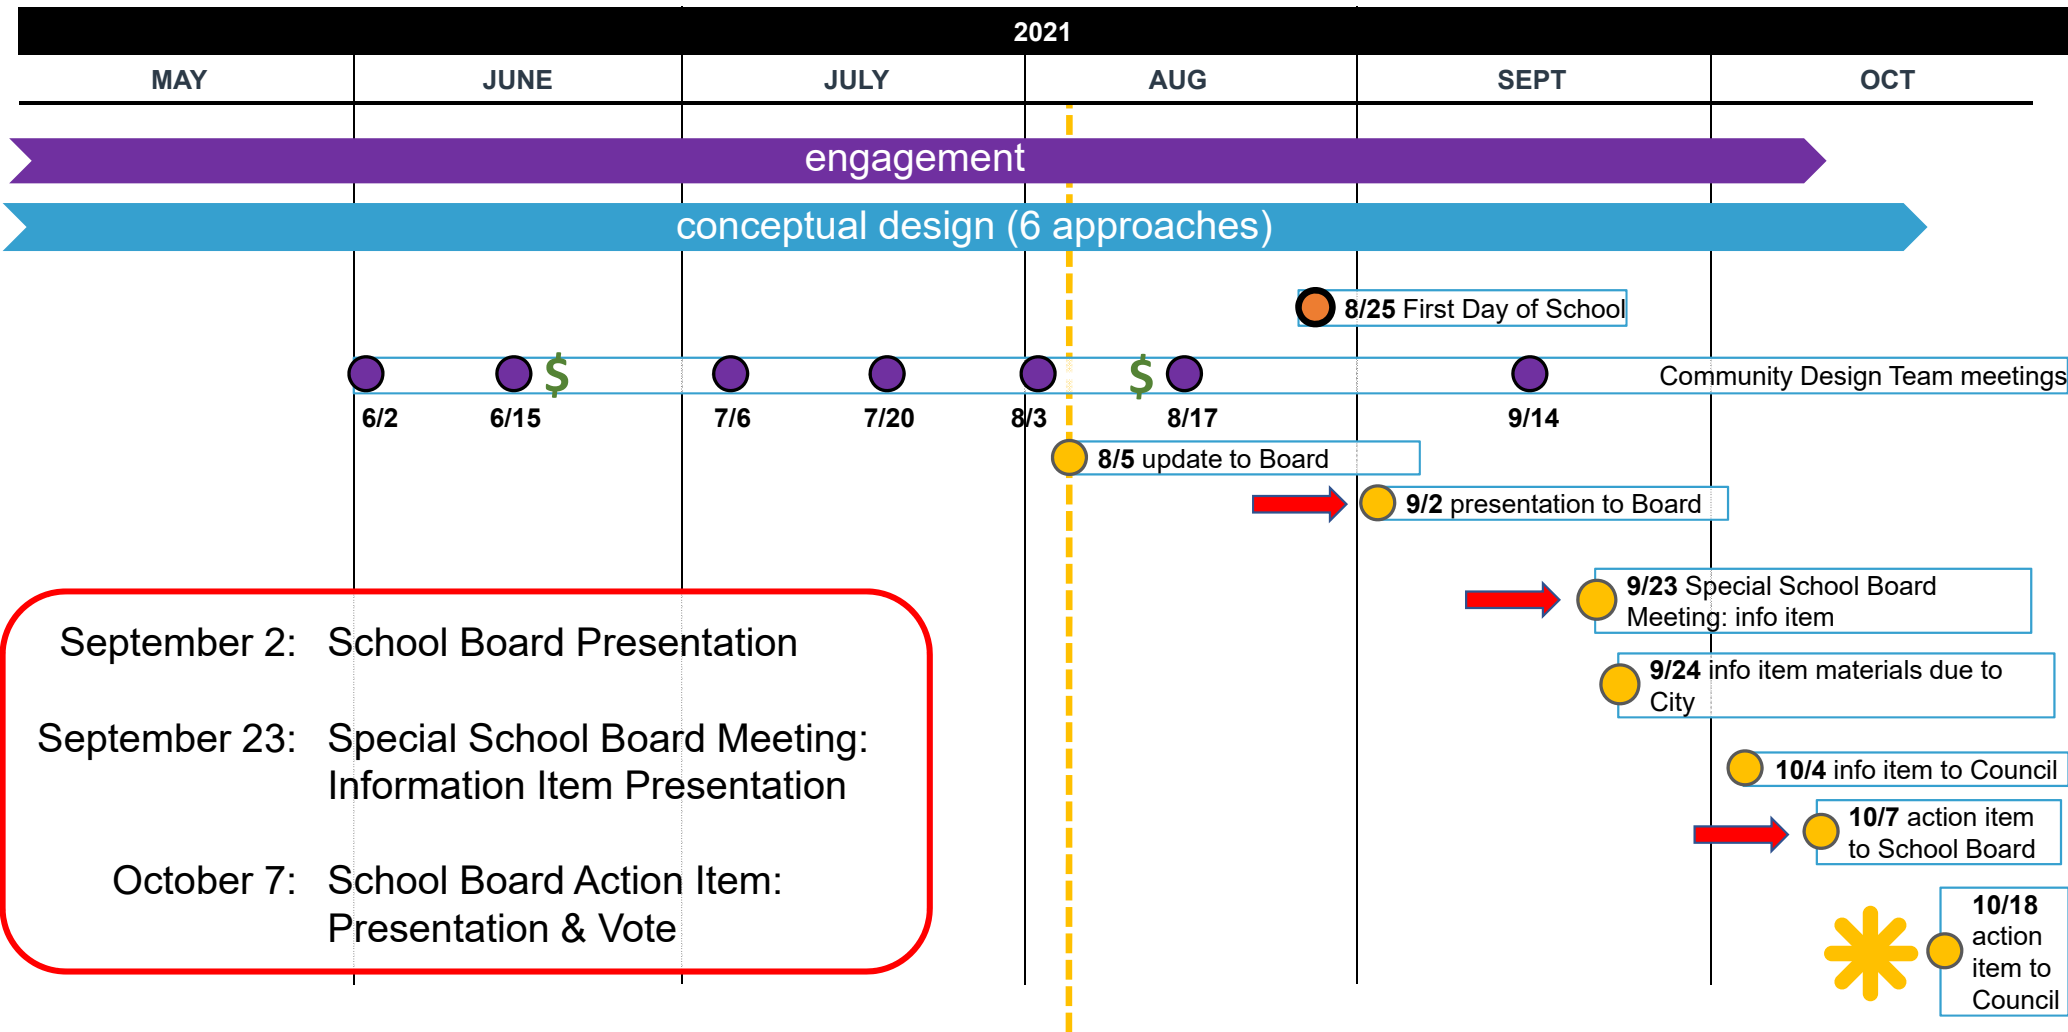 2021
MAY JUNE JULY AUG SEPT OCT
engagement
conceptual design (6 approaches)
8/25 First Day of School
$ $ Community Design Team meetings
6/2 6/15 7/6 7/20 8/3 8/17 9/14
8/5 update to Board
9/2 presentation to Board
9/23 Special School Board
Meeting: info item
9/24 info item materials due to
City
10/4 info item to Council
10/7 action item
to School Board
10/18
action
item to
Council
September 2: School Board Presentation
September 23: Special School Board Meeting:
Information Item Presentation
October 7: School Board Action Item:
Presentation & Vote